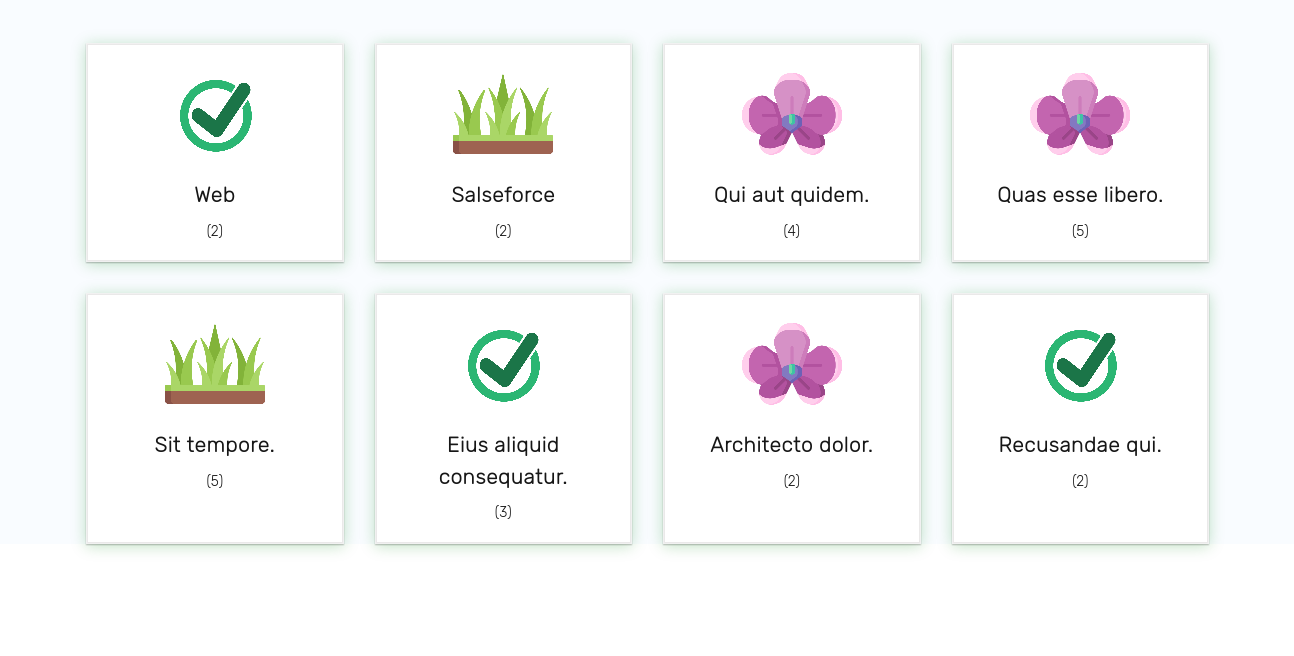 Web
(2)
Salseforce
(2)
Qui aut quidem.
(4)
Quas esse libero.
(5)
Sit tempore.
(5)
Eius aliquid
consequatur.
(3)
Architecto dolor.
(2)
Recusandae qui.
(2)